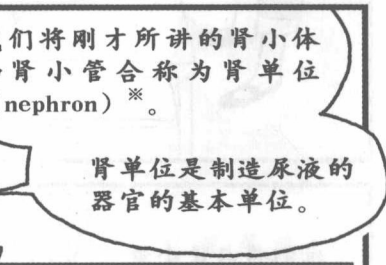 们将刚才所讲的肾小体
肾小管合称为肾单位
nephron）※。
肾单位是制造尿液的
器官的基本单位。